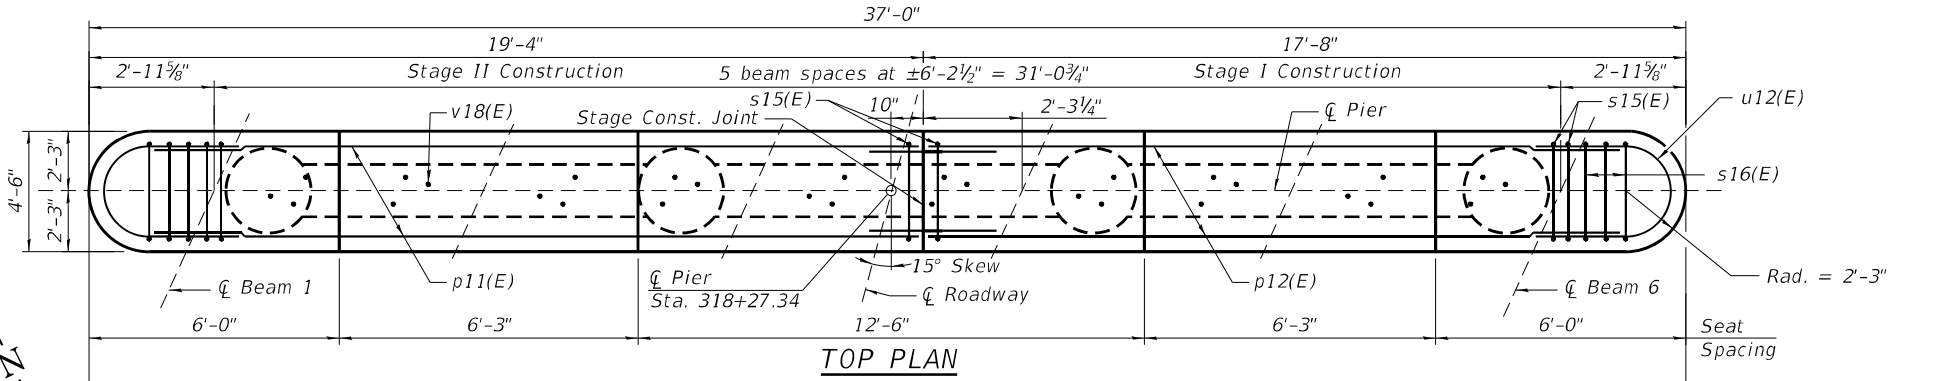 37'-0"
19'-4"
17'-8"
2'-11⅝"
Stage II Construction
5 beam spaces at ±6'-2½" = 31'-0¾"
Stage I Construction
2'-11⅝"
v18(E)
s15(E)
10"
2'-3¼"
℄ Pier
s15(E)
u12(E)
Stage Const. Joint
4'-6"
2'-3"
2'-3"
s16(E)
℄ Beam 1
p11(E)
℄ Pier
Sta. 318+27.34
15° Skew
℄ Roadway
p12(E)
℄ Beam 6
Rad. = 2'-3"
6'-0"
6'-3"
12'-6"
6'-3"
6'-0"
Seat
Spacing
TOP PLAN
N